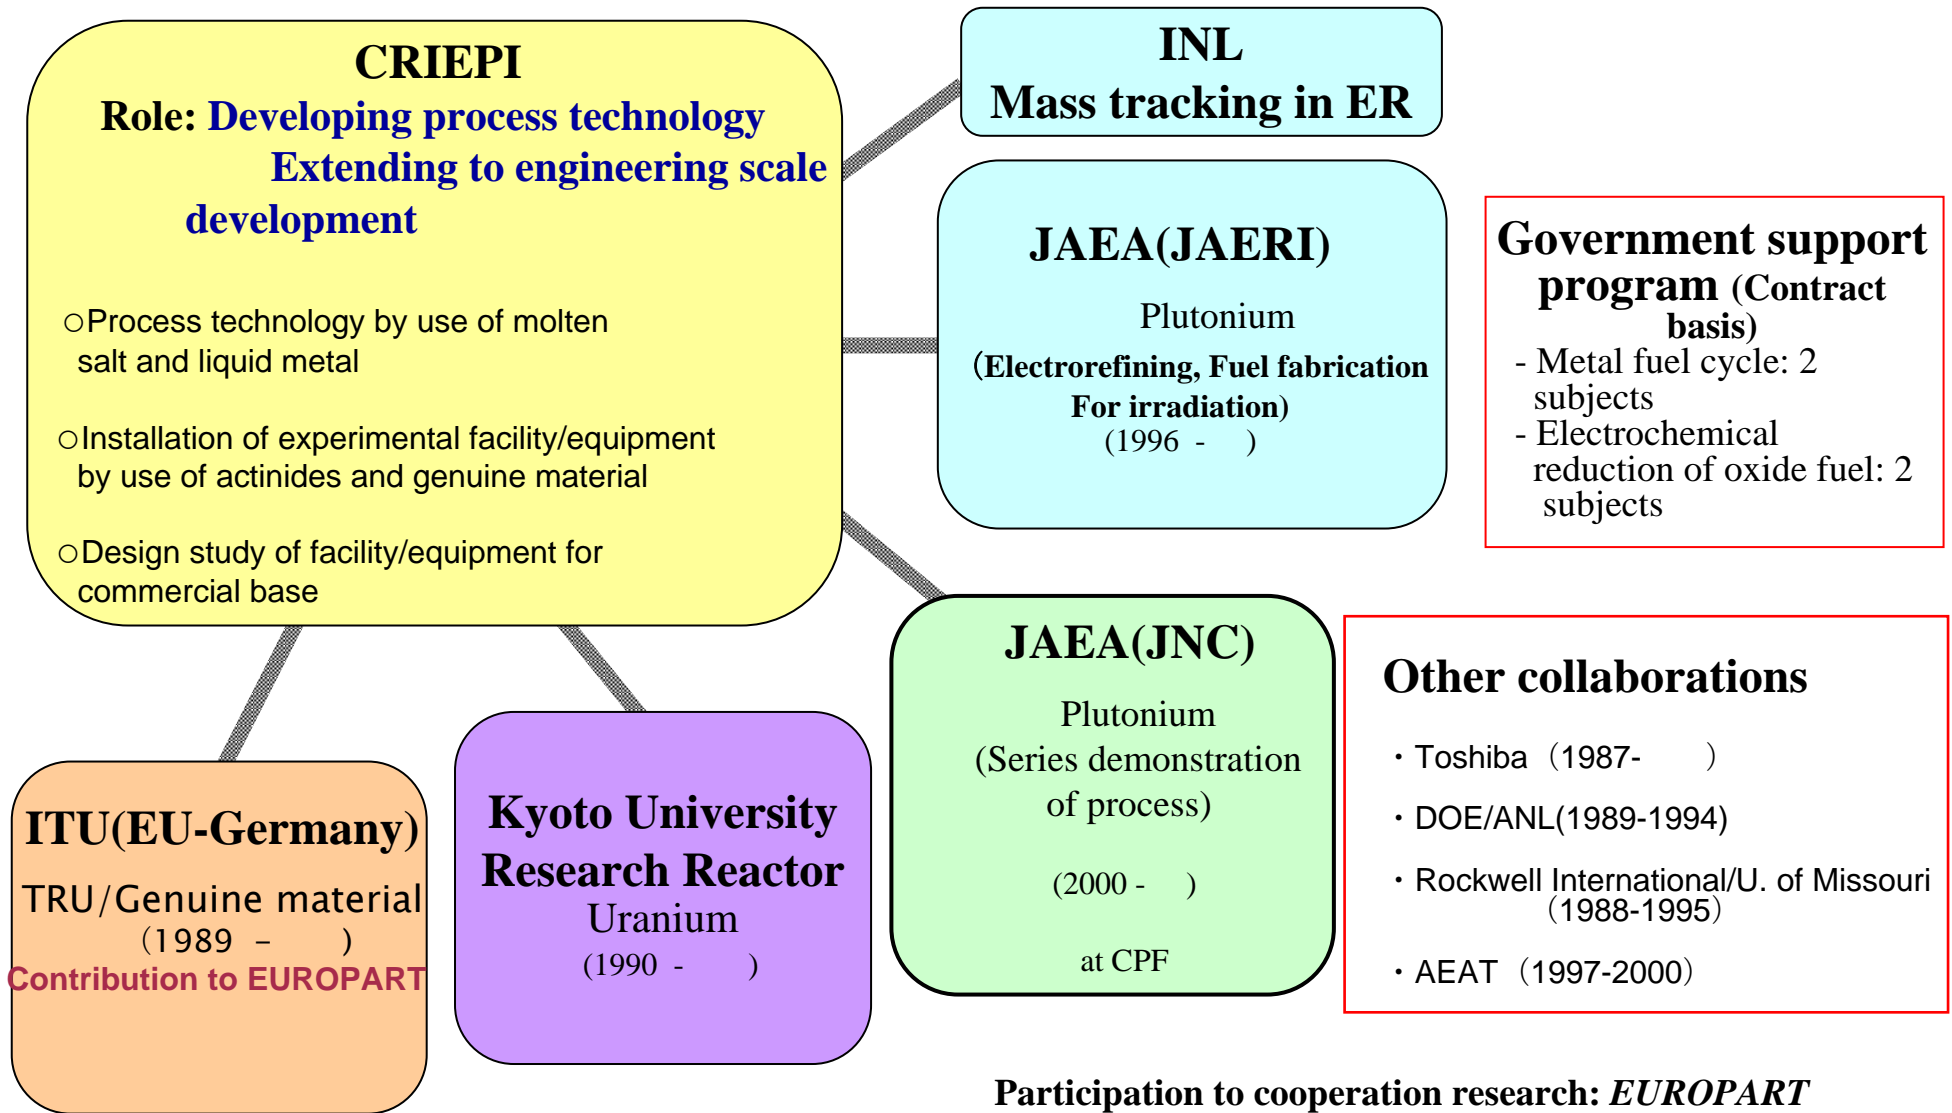 CRIEPI
Role: Developing process technology
Extending to engineering scale
development
○Process technology by use of molten
salt and liquid metal
○Installation of experimental facility/equipment
by use of actinides and genuine material
○Design study of facility/equipment for
commercial base
INL
Mass tracking in ER
JAEA(JAERI)
Plutonium
(Electrorefining, Fuel fabrication
For irradiation)
(1996 - )
Government support
program (Contract
basis)
- Metal fuel cycle: 2
subjects
- Electrochemical
reduction of oxide fuel: 2
subjects
ITU(EU-Germany)
TRU/Genuine material
(1989 – )
Contribution to EUROPART
Kyoto University
Research Reactor
Uranium
(1990 - )
JAEA(JNC)
Plutonium
(Series demonstration
of process)
(2000 - )
at CPF
Other collaborations
・Toshiba（1987- ）
・DOE/ANL(1989-1994)
・Rockwell International/U. of Missouri
（1988-1995）
・AEAT（1997-2000）
Participation to cooperation research: EUROPART